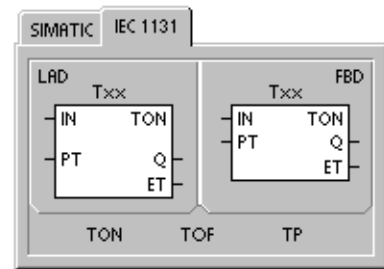 SIMATIC IEC 1131
LAD FBD
Txx Txx
IN TON IN TON
PT Q PT Q
ET ET
TON TOF TP